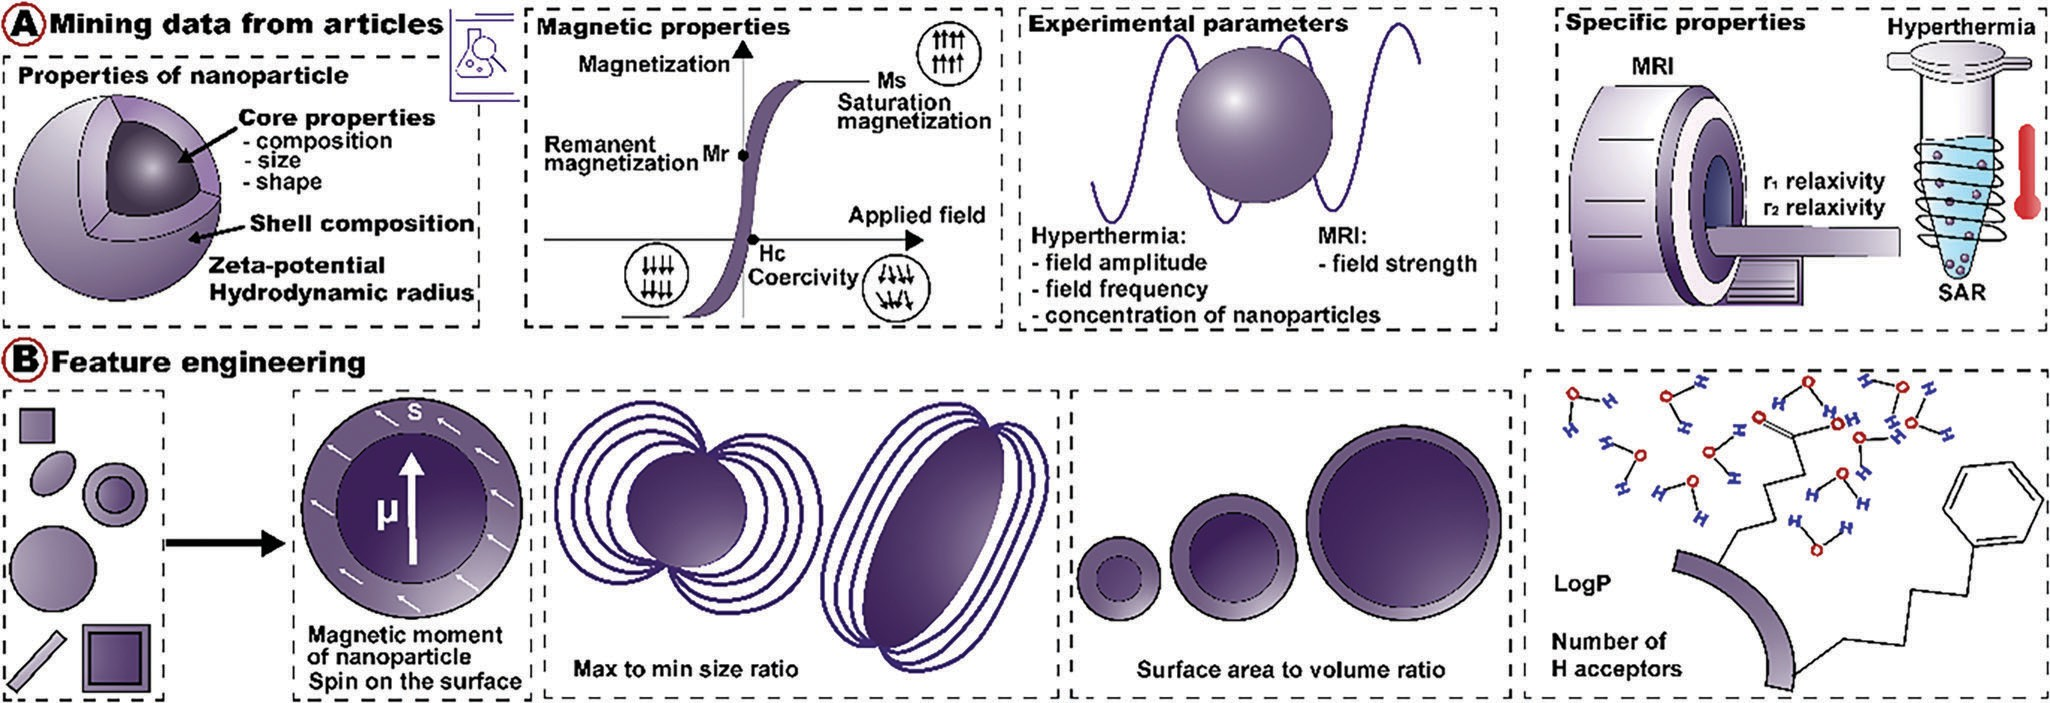 A Mining data from articles
Properties of nanoparticle
Core properties
- composition
- size
- shape
Shell composition
Zeta-potential
Hydrodynamic radius
Magnetic properties
Magnetization
Ms
Saturation
magnetization
Remanent
magnetization
Mr
Applied field
Hc
Coercivity
Experimental parameters
Hyperthermia:
- field amplitude
- field frequency
- concentration of nanoparticles
MRI:
- field strength
Specific properties
MRI
Hyperthermia
r₁ relaxivity
r₂ relaxivity
SAR
B Feature engineering
S
μ
Magnetic moment
of nanoparticle
Spin on the surface
Max to min size ratio
Surface area to volume ratio
O H H
O H H
O H H
O H H
O H H
O H H
O H H
O H H
O H H
O H H
O H H
O OH
LogP
Number of
H acceptors